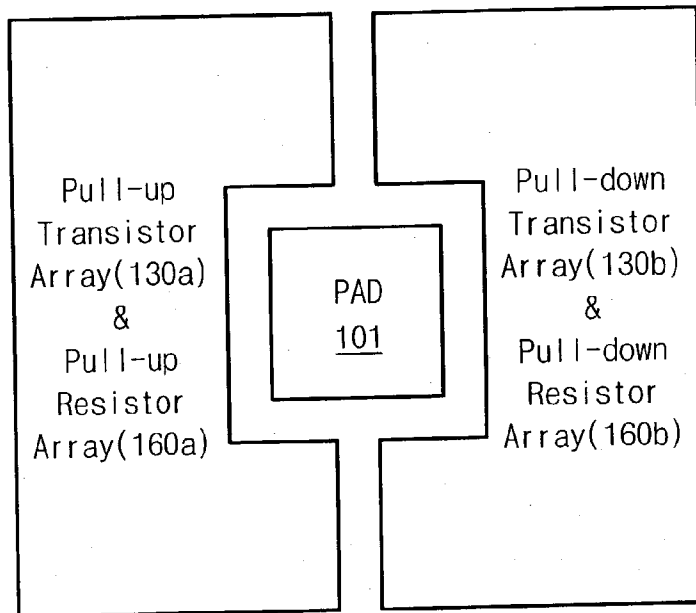 Pull-up
Transistor
Array(130a)
&
Pull-up
Resistor
Array(160a)
PAD
101
Pull-down
Transistor
Array(130b)
&
Pull-down
Resistor
Array(160b)